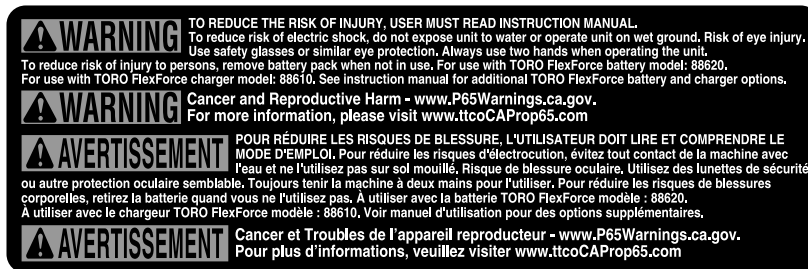 WARNING TO REDUCE THE RISK OF INJURY, USER MUST READ INSTRUCTION MANUAL.
To reduce risk of electric shock, do not expose unit to water or operate unit on wet ground. Risk of eye injury.
Use safety glasses or similar eye protection. Always use two hands when operating the unit.
To reduce risk of injury to persons, remove battery pack when not in use. For use with TORO FlexForce battery model: 88620.
For use with TORO FlexForce charger model: 88610. See instruction manual for additional TORO FlexForce battery and charger options.
WARNING Cancer and Reproductive Harm - www.P65Warnings.ca.gov.
For more information, please visit www.ttcoCAProp65.com
AVERTISSEMENT POUR RÉDUIRE LES RISQUES DE BLESSURE, L'UTILISATEUR DOIT LIRE ET COMPRENDRE LE
MODE D'EMPLOI. Pour réduire les risques d'électrocution, évitez tout contact de la machine avec
l'eau et ne l'utilisez pas sur sol mouillé. Risque de blessure oculaire. Utilisez des lunettes de sécurité
ou autre protection oculaire semblable. Toujours tenir la machine à deux mains pour l'utiliser. Pour réduire les risques de blessures
corporelles, retirez la batterie quand vous ne l'utilisez pas. À utiliser avec la batterie TORO FlexForce modèle : 88620.
À utiliser avec le chargeur TORO FlexForce modèle : 88610. Voir manuel d'utilisation pour des options supplémentaires.
AVERTISSEMENT Cancer et Troubles de l'appareil reproducteur - www.P65Warnings.ca.gov.
Pour plus d'informations, veuillez visiter www.ttcoCAProp65.com